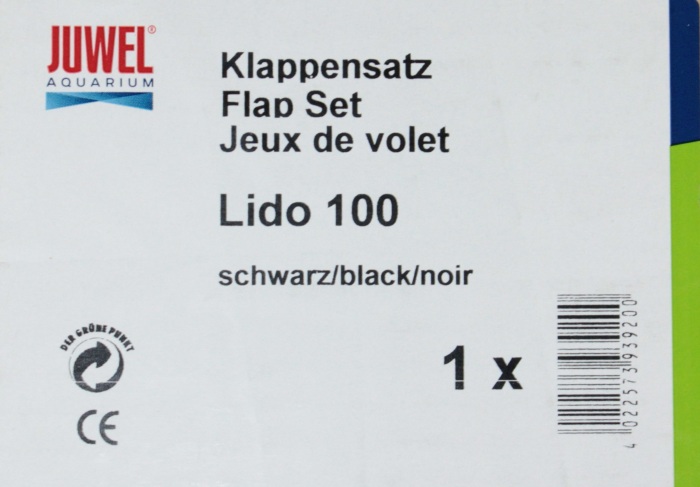 JUWEL®
AQUARIUM
Klappensatz
Flap Set
Jeux de volet
Lido 100
schwarz/black/noir
DER GRÜNE PUNKT
CE
1 x
4 022573 939200